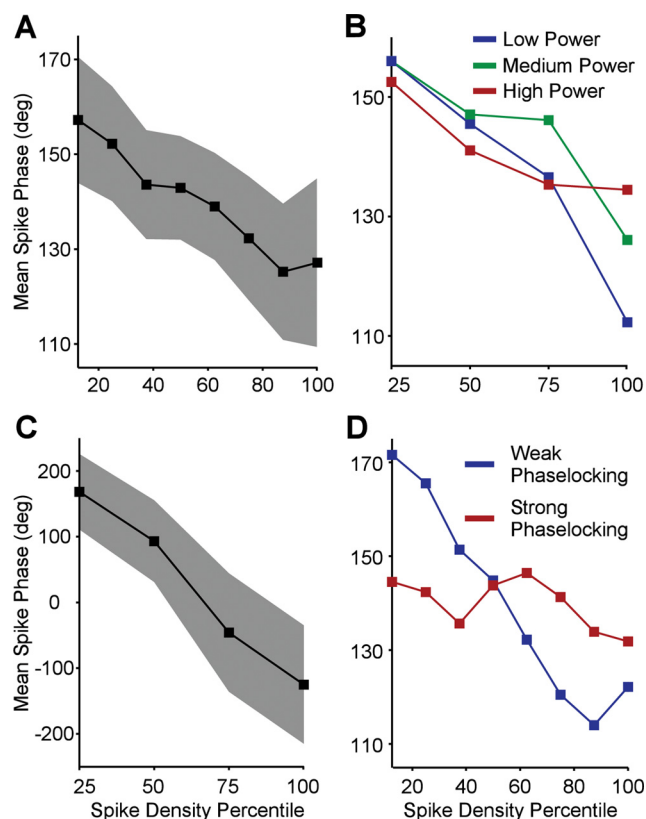 A
Mean Spike Phase (deg)
170
150
130
110
20 40 60 80 100
B
Low Power
Medium Power
High Power
150
130
110
25 50 75 100
C
Mean Spike Phase (deg)
200
100
0
-100
-200
25 50 75 100
Spike Density Percentile
D
Weak
Phaselocking
Strong
Phaselocking
170
150
130
110
20 40 60 80 100
Spike Density Percentile